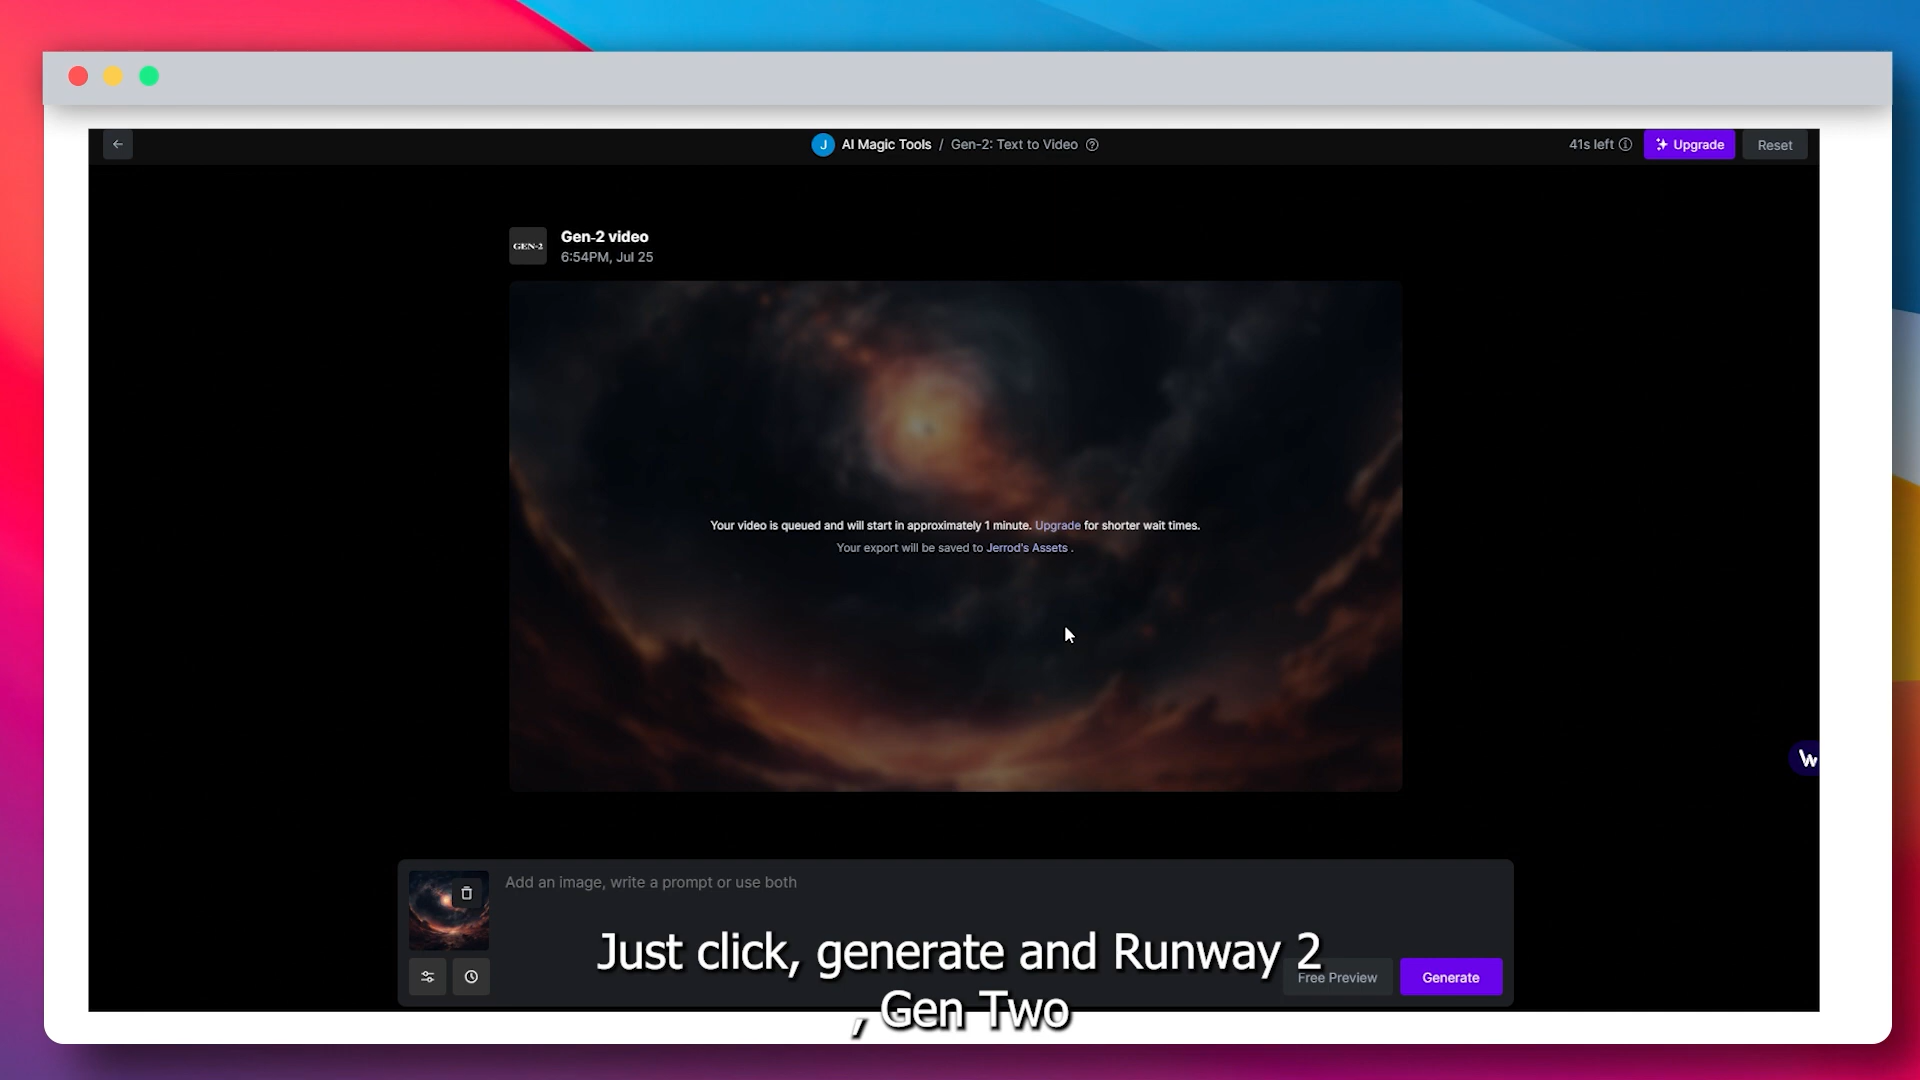 J AI Magic Tools / Gen-2: Text to Video
41s left
Upgrade
Reset
GEN-2
Gen-2 video
6:54PM, Jul 25
Your video is queued and will start in approximately 1 minute. Upgrade for shorter wait times.
Your export will be saved to Jerrod's Assets .
Add an image, write a prompt or use both
Free Preview
Generate
Just click, generate and Runway 2
, Gen Two